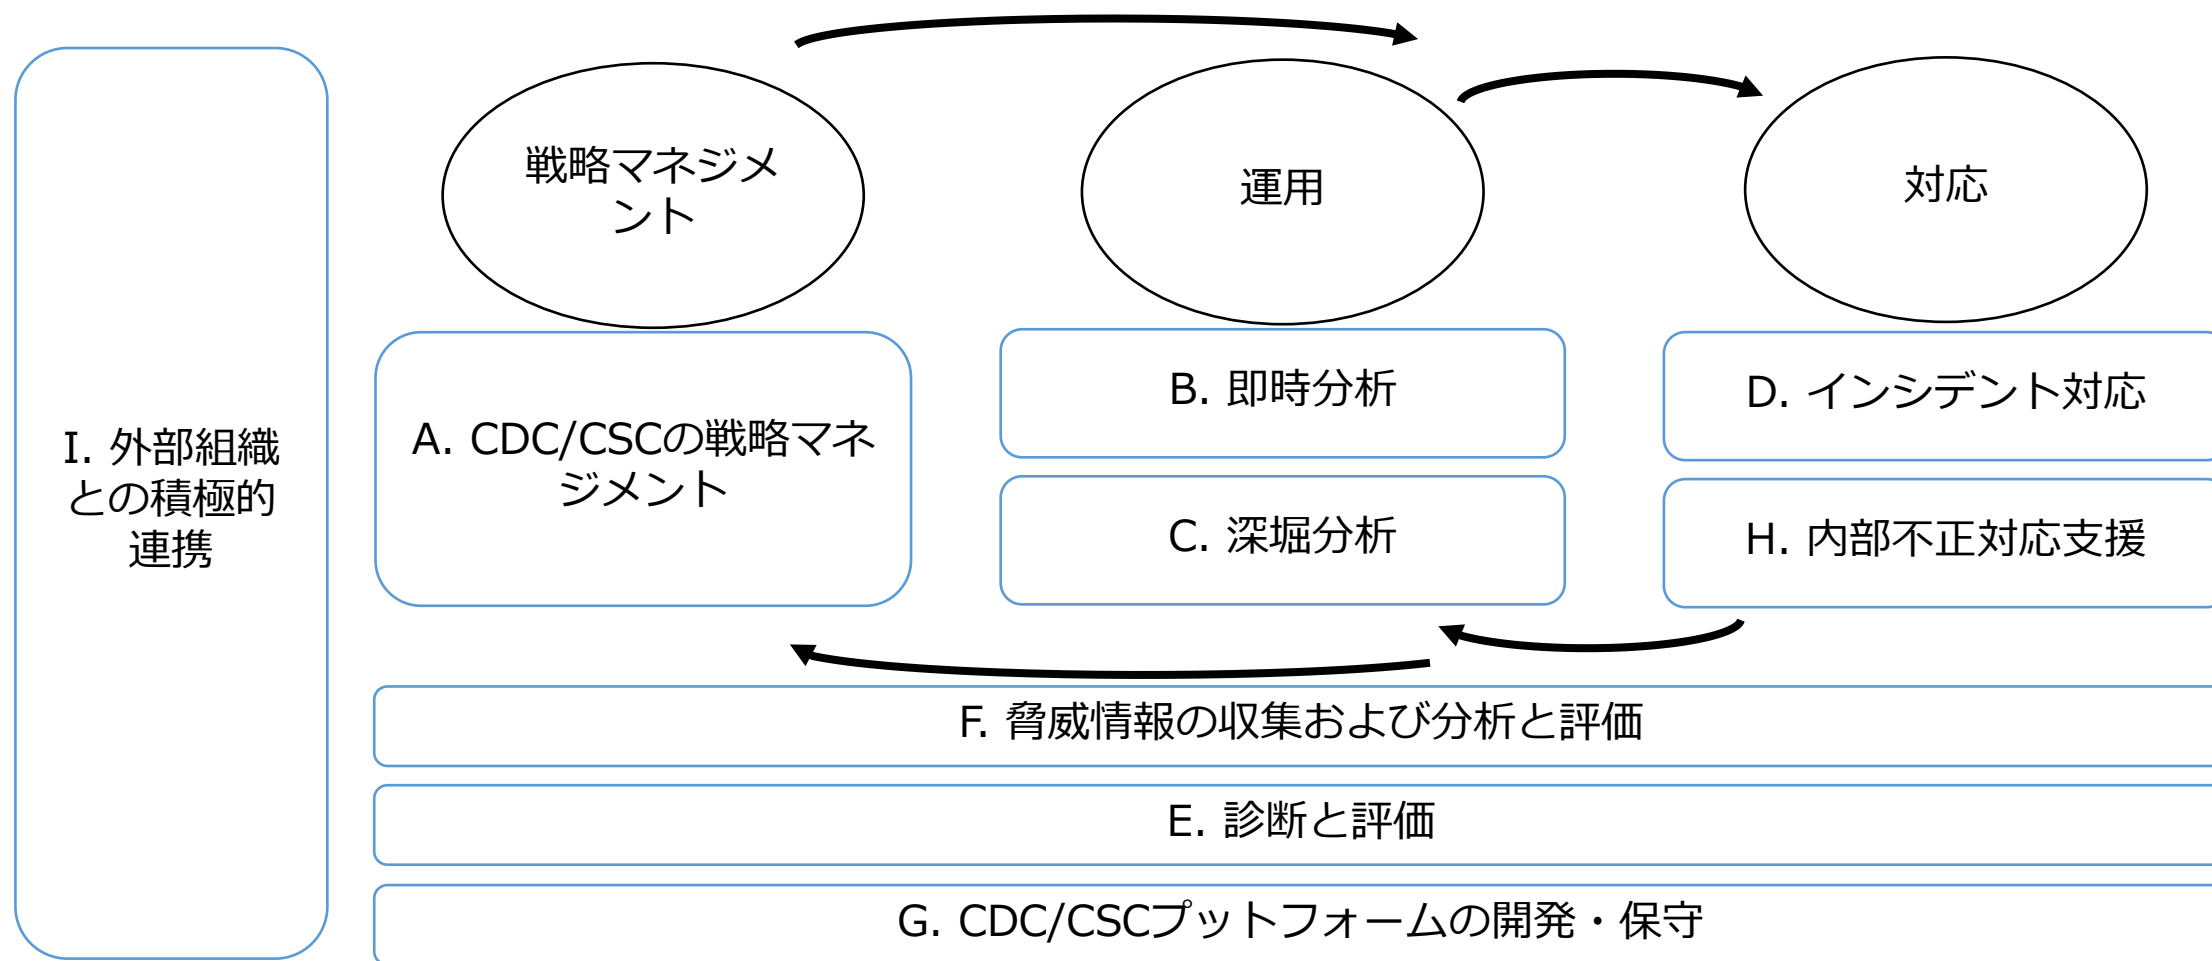 I. 外部組織
との積極的
連携
戦略マネジメ
ント
運用
対応
A. CDC/CSCの戦略マネ
ジメント
B. 即時分析
C. 深堀分析
D. インシデント対応
H. 内部不正対応支援
F. 脅威情報の収集および分析と評価
E. 診断と評価
G. CDC/CSCプットフォームの開発・保守